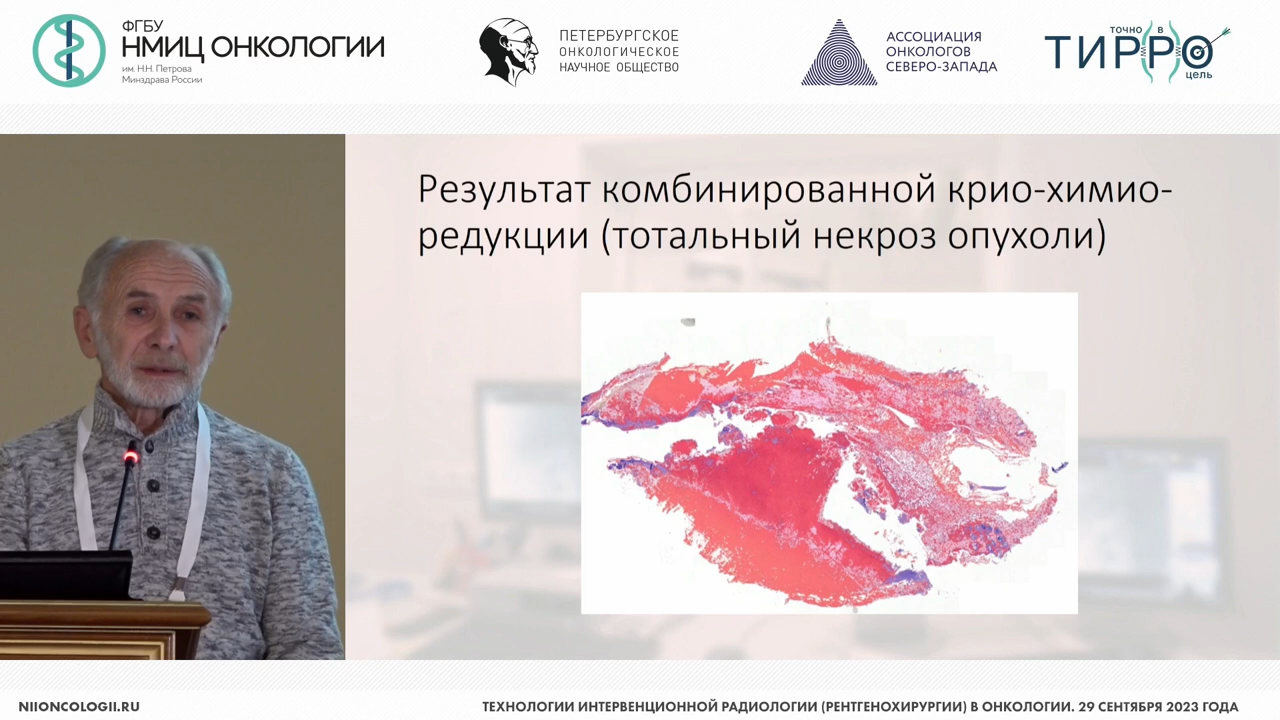 ФГБУ
НМИЦ ОНКОЛОГИИ
им. Н.Н. Петрова
Минздрава России
ПЕТЕРБУРГСКОЕ
ОНКОЛОГИЧЕСКОЕ
НАУЧНОЕ ОБЩЕСТВО
АССОЦИАЦИЯ
ОНКОЛОГОВ
СЕВЕРО-ЗАПАДА
ТОЧНО В
ТИРРО
цель
Результат комбинированной крио-химио-
редукции (тотальный некроз опухоли)
NIIONCOLOGII.RU
ТЕХНОЛОГИИ ИНТЕРВЕНЦИОННОЙ РАДИОЛОГИИ (РЕНТГЕНОХИРУРГИИ) В ОНКОЛОГИИ. 29 СЕНТЯБРЯ 2023 ГОДА